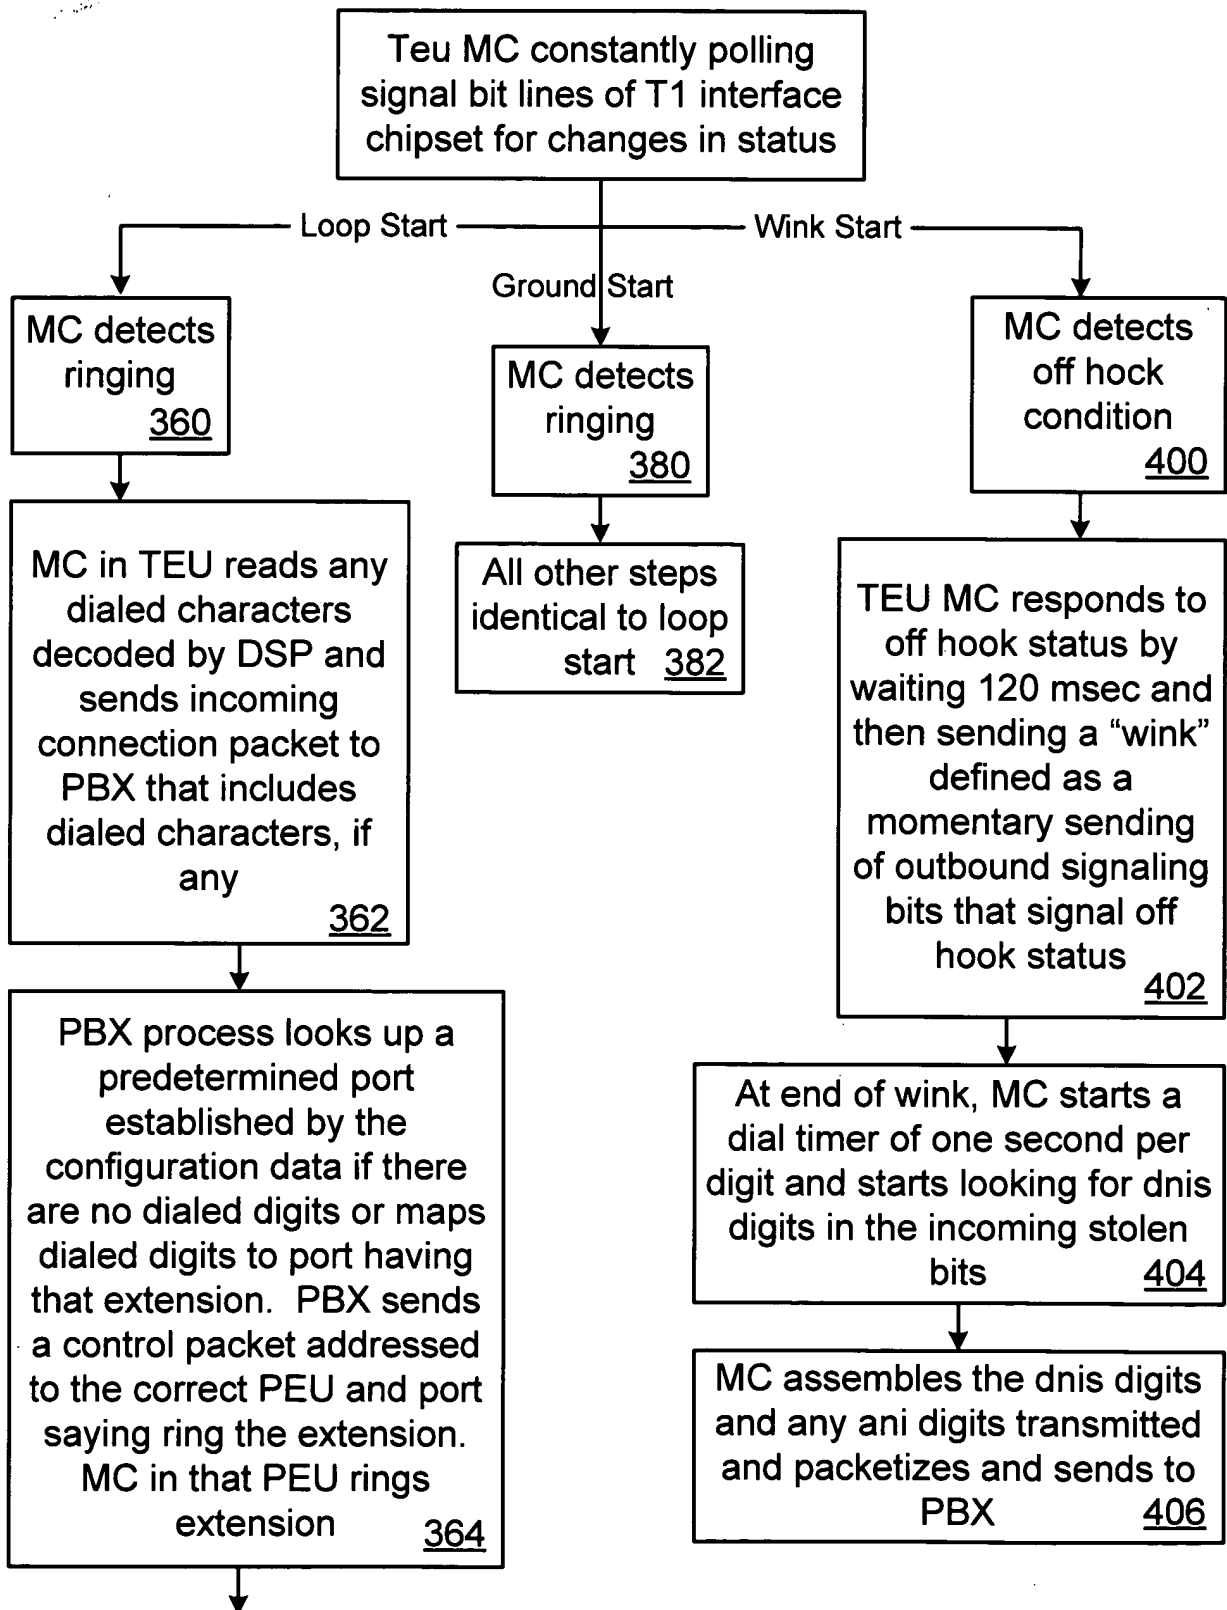 Teu MC constantly polling
signal bit lines of T1 interface
chipset for changes in status
Loop Start
Wink Start
Ground Start
MC detects
ringing
360
MC detects
ringing
380
MC detects
off hock
condition
400
MC in TEU reads any
dialed characters
decoded by DSP and
sends incoming
connection packet to
PBX that includes
dialed characters, if
any
362
All other steps
identical to loop
start 382
TEU MC responds to
off hook status by
waiting 120 msec and
then sending a “wink”
defined as a
momentary sending
of outbound signaling
bits that signal off
hook status
402
PBX process looks up a
predetermined port
established by the
configuration data if there
are no dialed digits or maps
dialed digits to port having
that extension. PBX sends
a control packet addressed
to the correct PEU and port
saying ring the extension.
MC in that PEU rings
extension 364
At end of wink, MC starts a
dial timer of one second per
digit and starts looking for dnis
digits in the incoming stolen
bits 404
MC assembles the dnis digits
and any ani digits transmitted
and packetizes and sends to
PBX 406